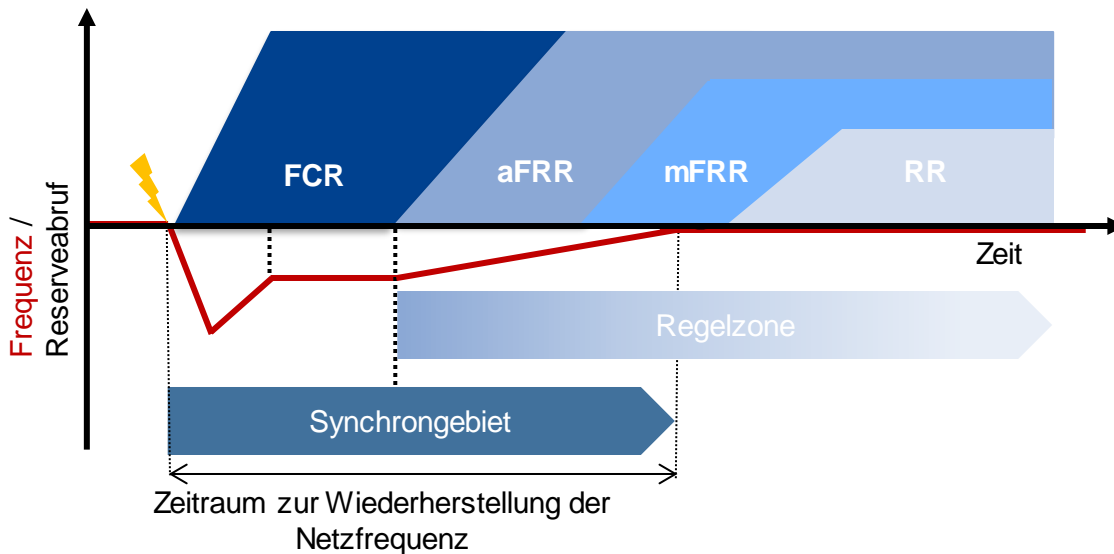 FCR
aFRR
mFRR
RR
Zeit
Frequenz /
Reserveabruf
Regelzone
Synchrongebiet
Zeitraum zur Wiederherstellung der
Netzfrequenz